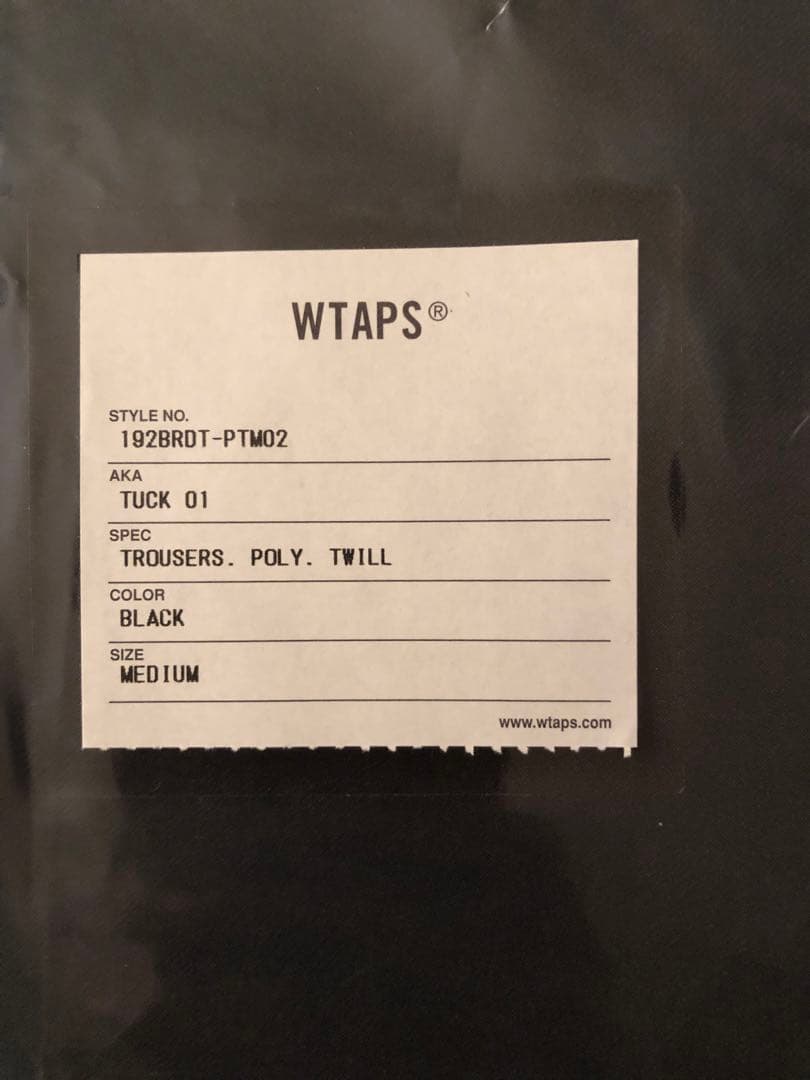 WTAPS®
STYLE NO.
192BRDT-PTM02
AKA
TUCK 01
SPEC
TROUSERS. POLY. TWILL
COLOR
BLACK
SIZE
MEDIUM
www.wtaps.com